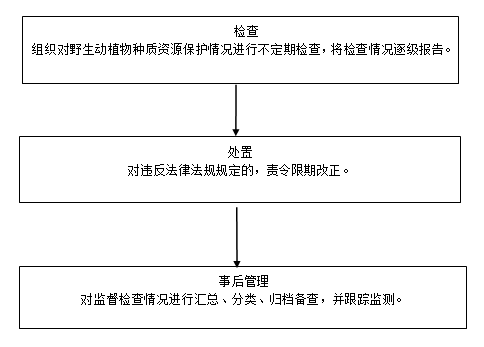 检查
组织对野生动植物种质资源保护情况进行不定期检查，将检查情况逐级报告。
处置
对违反法律法规规定的，责令限期改正。
事后管理
对监督检查情况进行汇总、分类、归档备查，并跟踪监测。